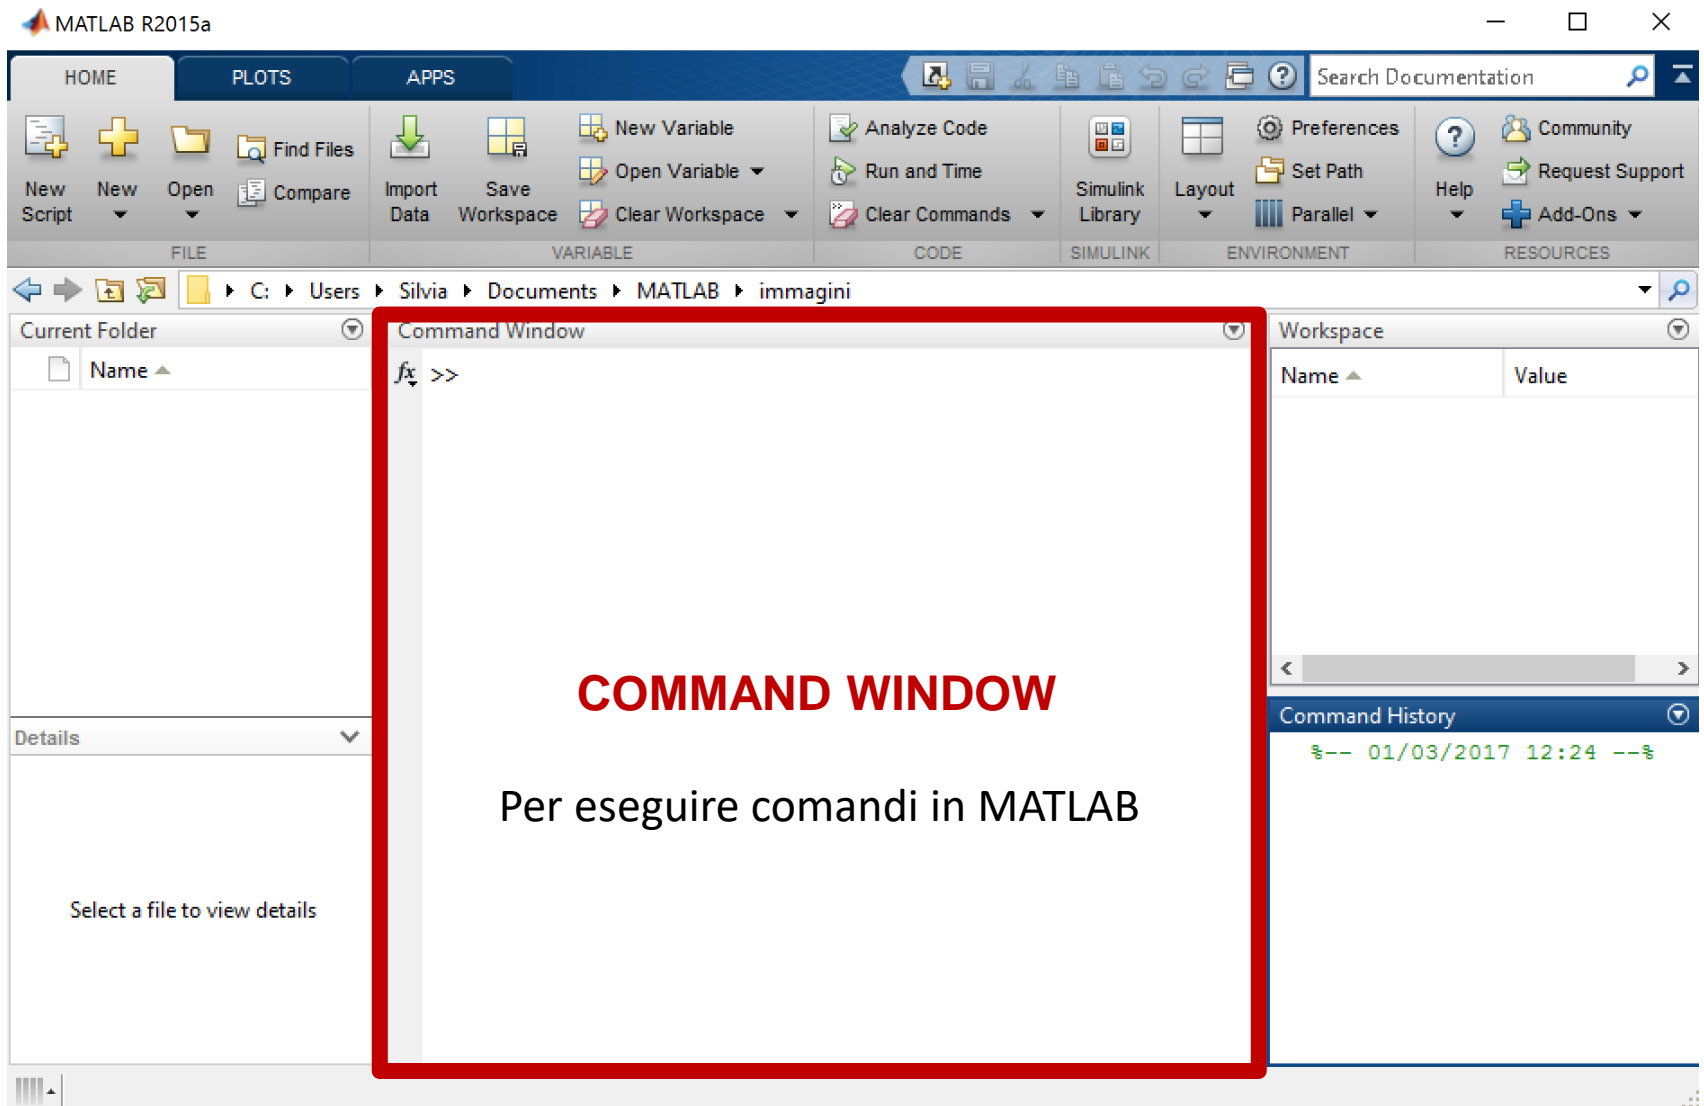 MATLAB R2015a
HOME PLOTS APPS Search Documentation
New Script
New
Open
Find Files
Compare
FILE
Import Data
Save Workspace
New Variable
Open Variable
Clear Workspace
VARIABLE
Analyze Code
Run and Time
Clear Commands
CODE
Simulink Library
SIMULINK
Layout
Preferences
Set Path
Parallel
ENVIRONMENT
Help
Community
Request Support
Add-Ons
RESOURCES
C: Users Silvia Documents MATLAB immagini
Current Folder
Name
Details
Select a file to view details
Command Window
fx >>
COMMAND WINDOW
Per eseguire comandi in MATLAB
Workspace
Name Value
Command History
%-- 01/03/2017 12:24 --%